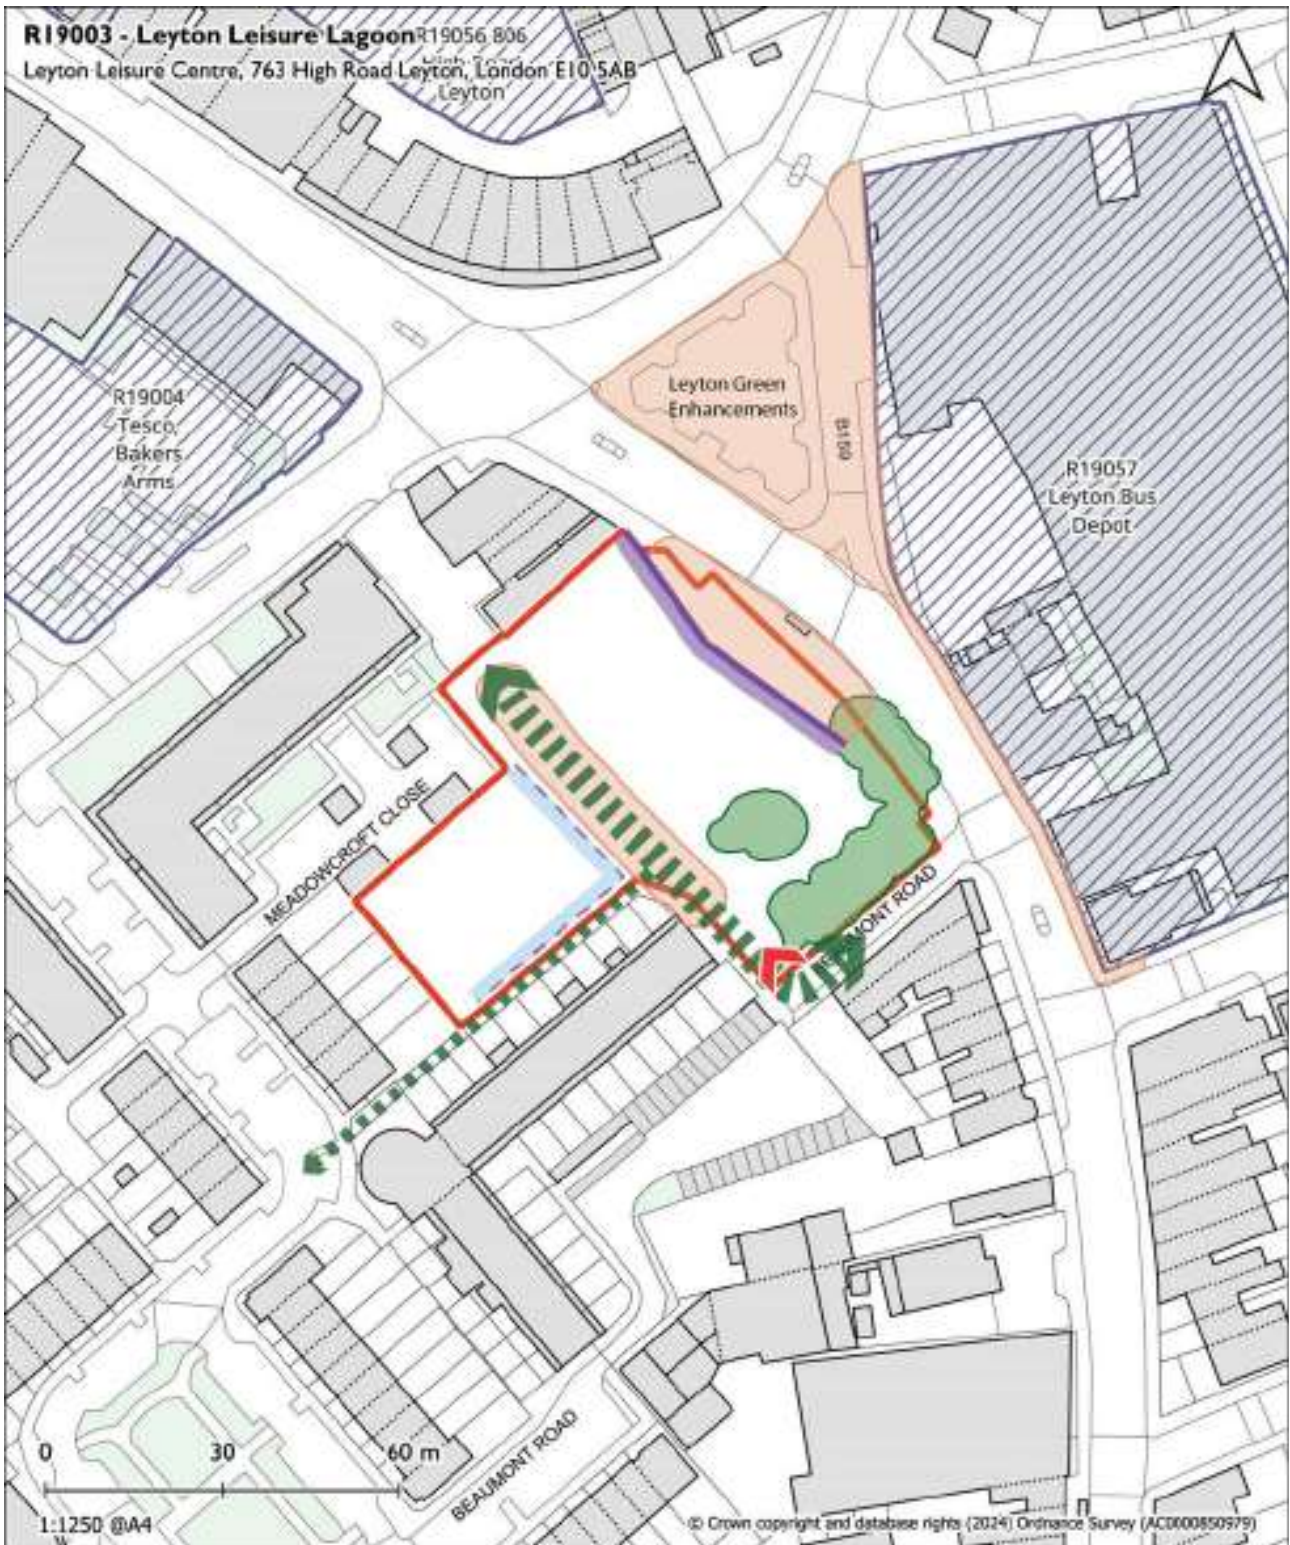 R19003 - Leyton Leisure Lagoon
R19056 806
Leyton Leisure Centre, 763 High Road Leyton, London E10 5AB
Leyton
R19004
Tesco,
Bakers
Arms
Leyton Green
Enhancements
B159
R19057
Leyton Bus
Depot
MEADOWCROFT CLOSE
MONT ROAD
BEAUMONT ROAD
0 30 60 m
1:1250 @A4
© Crown copyright and database rights (2024) Ordnance Survey (AC0000850979)